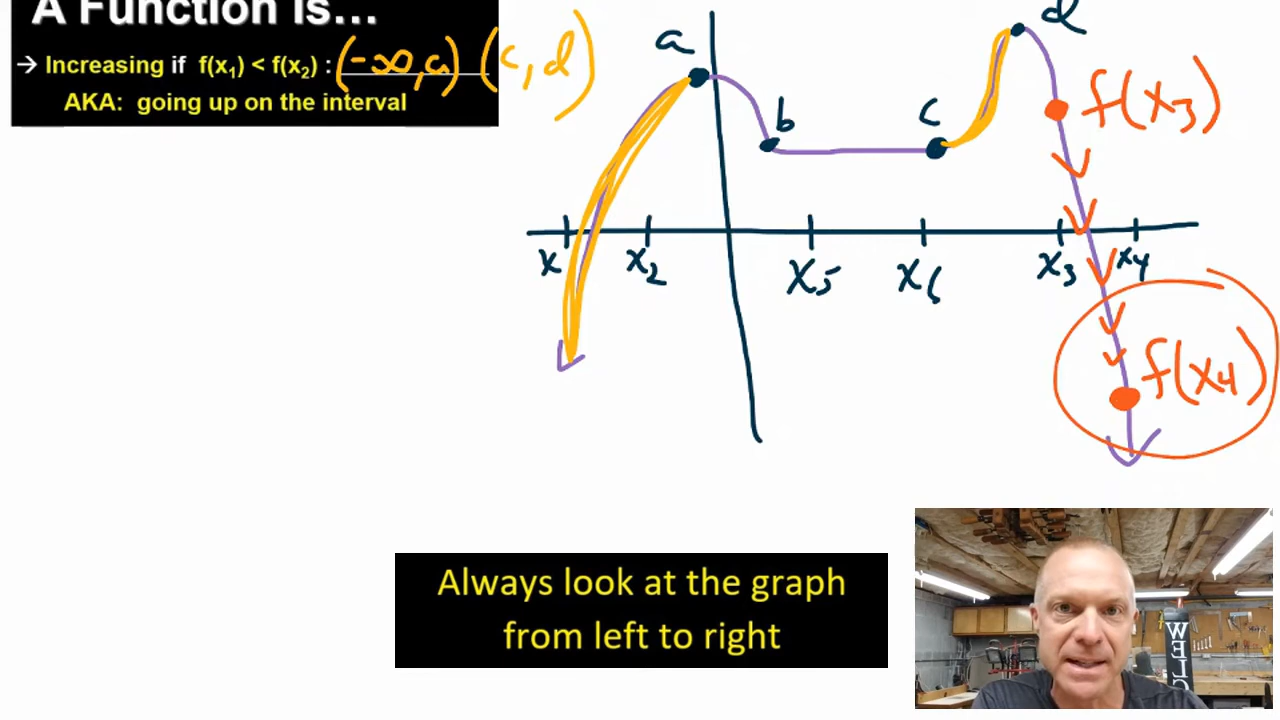 A Function is...
→ Increasing if f(x₁) < f(x₂) : (-∞, a) (c, d)
AKA: going up on the interval
a
d
b
c
f(x₃)
x
x₂
x₅
x₆
x₃
x₄
f(x₄)
Always look at the graph
from left to right
WELC